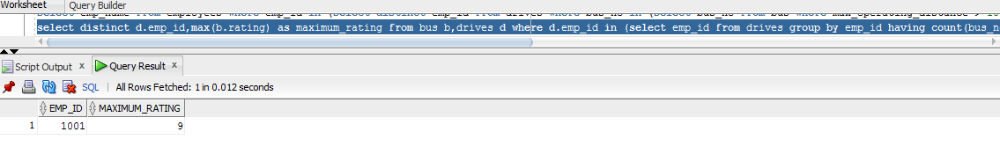 Worksheet Query Builder
select emp_name from employees where emp_id in (select distinct emp_id from drives where bus_no in (select bus_no from bus where max_operating_distance > 10
select distinct d.emp_id,max(b.rating) as maximum_rating from bus b,drives d where d.emp_id in (select emp_id from drives group by emp_id having count(bus_n
Script Output x Query Result x
SQL | All Rows Fetched: 1 in 0.012 seconds
EMP_ID MAXIMUM_RATING
1 1001 9